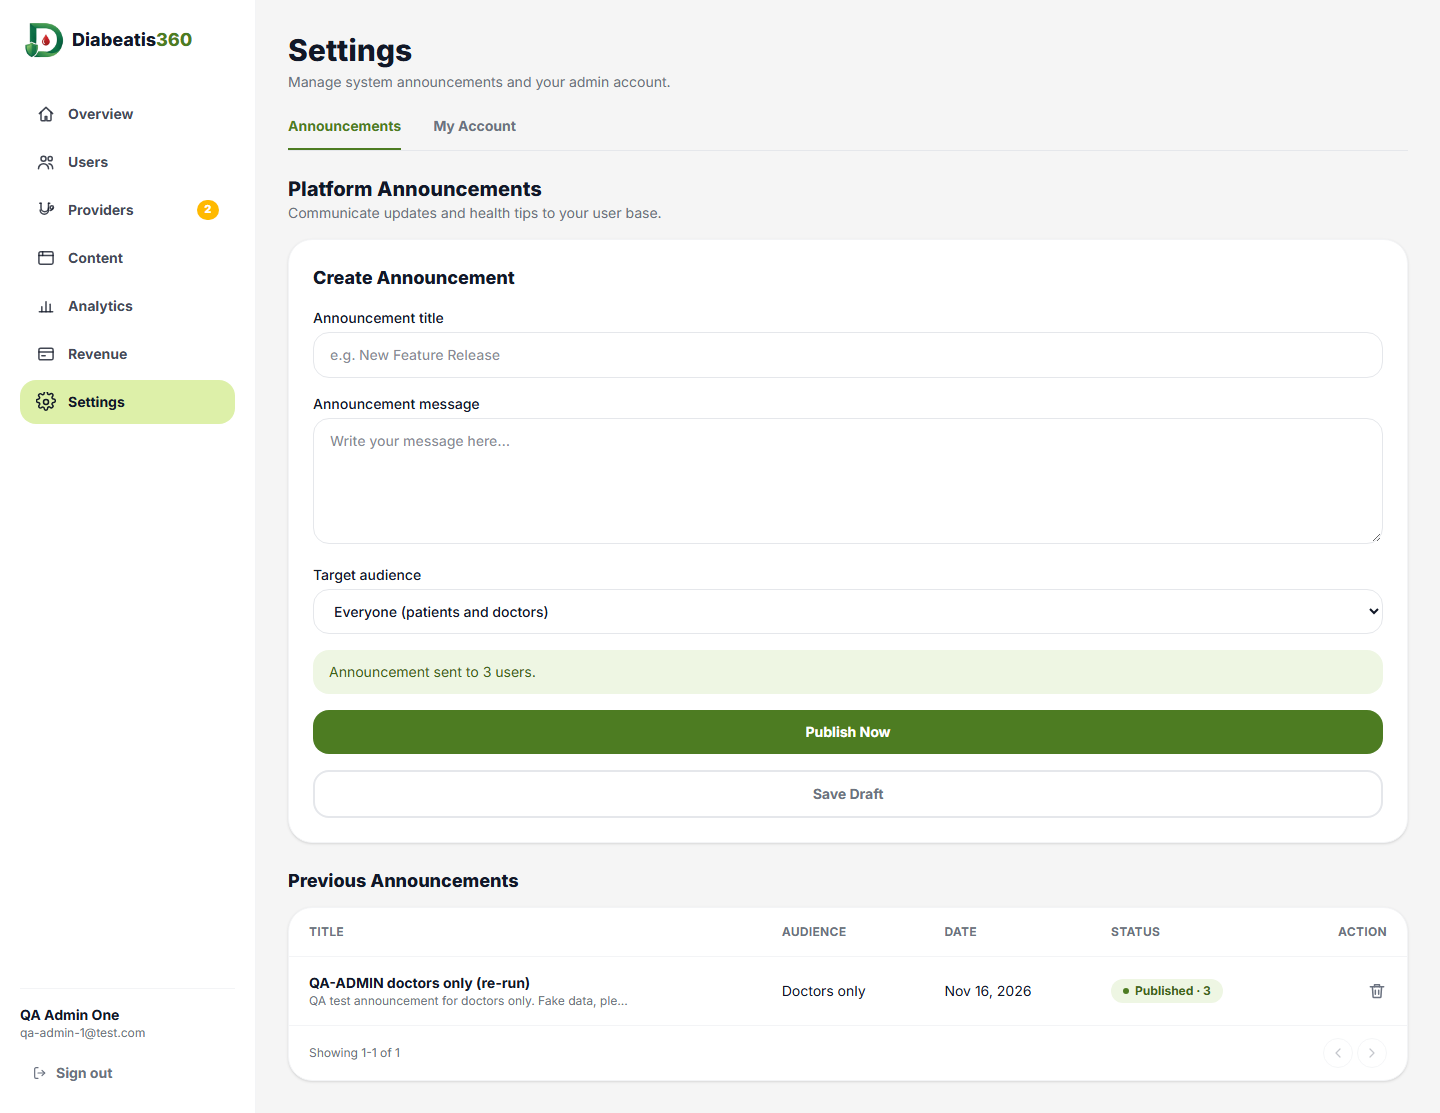 Diabeatis360
Overview
Users
Providers 2
Content
Analytics
Revenue
Settings
QA Admin One
qa-admin-1@test.com
Sign out
Settings
Manage system announcements and your admin account.
Announcements My Account
Platform Announcements
Communicate updates and health tips to your user base.
Create Announcement
Announcement title
e.g. New Feature Release
Announcement message
Write your message here...
Target audience
Everyone (patients and doctors)
Announcement sent to 3 users.
Publish Now
Save Draft
Previous Announcements
TITLE AUDIENCE DATE STATUS ACTION
QA-ADMIN doctors only (re-run)
QA test announcement for doctors only. Fake data, ple...
Doctors only Nov 16, 2026 Published · 3
Showing 1-1 of 1